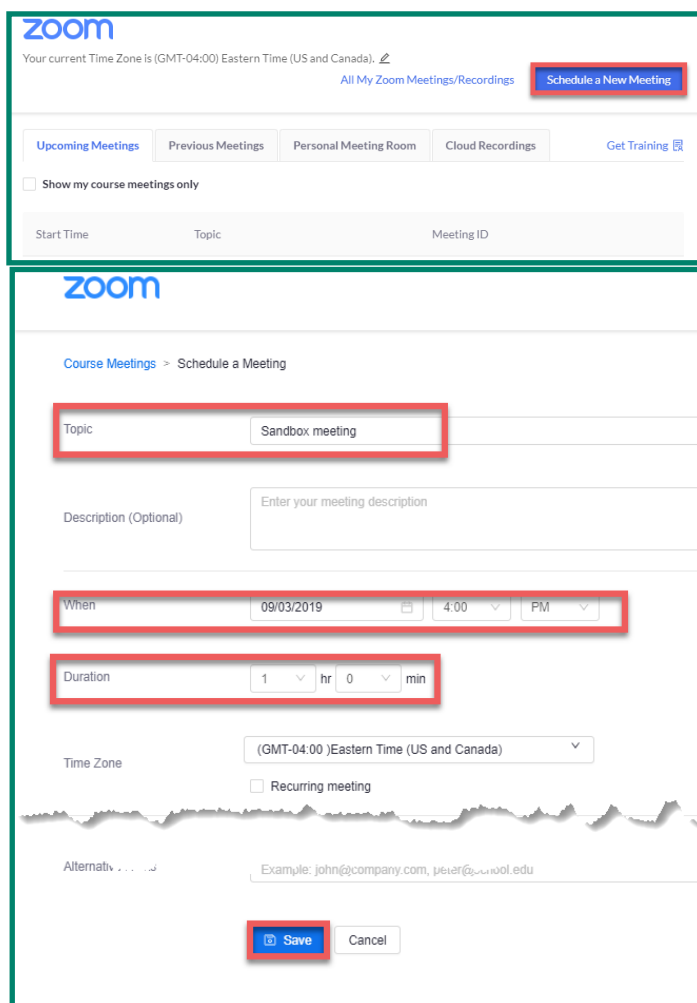 zoom
Your current Time Zone is (GMT-04:00) Eastern Time (US and Canada).
All My Zoom Meetings/Recordings Schedule a New Meeting
Upcoming Meetings Previous Meetings Personal Meeting Room Cloud Recordings Get Training
Show my course meetings only
Start Time Topic Meeting ID
zoom
Course Meetings > Schedule a Meeting
Topic Sandbox meeting
Description (Optional) Enter your meeting description
When 09/03/2019 4:00 PM
Duration 1 hr 0 min
Time Zone (GMT-04:00 )Eastern Time (US and Canada)
Recurring meeting
Example: john@company.com,
Save Cancel